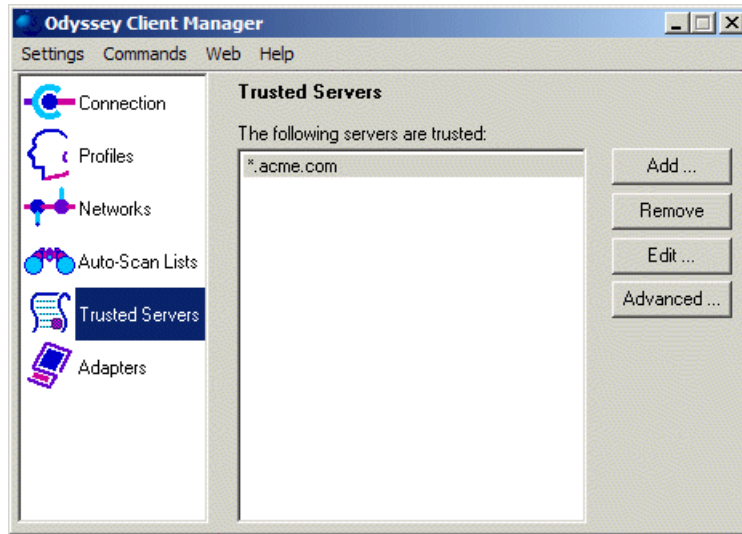 Odyssey Client Manager
Settings Commands Web Help
Connection
Profiles
Networks
Auto-Scan Lists
Trusted Servers
Adapters
Trusted Servers
The following servers are trusted:
*.acme.com
Add ...
Remove
Edit ...
Advanced ...